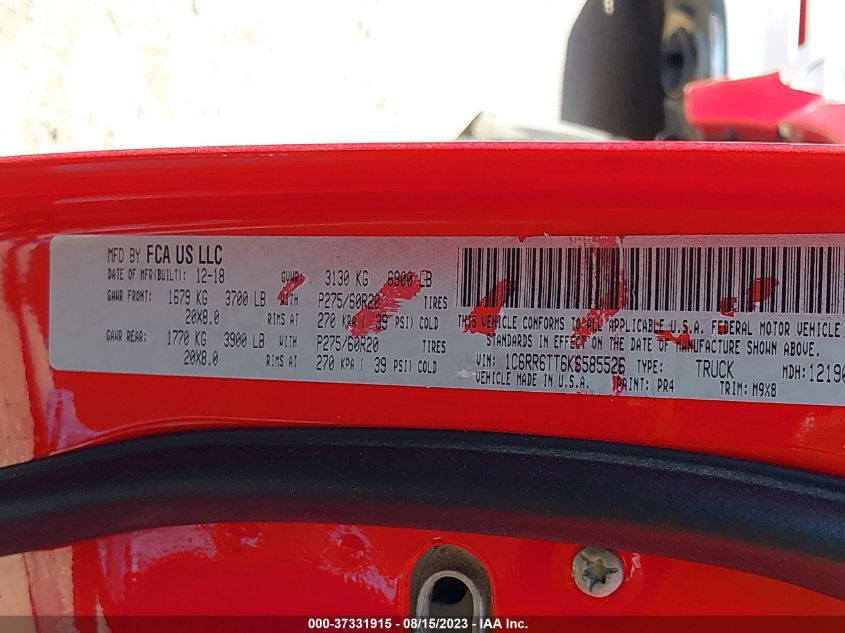 MFD BY FCA US LLC
DATE OF MFR(BUILT): 12-18 GVWR: 3130 KG 6900 LB
GAWR FRONT: 1679 KG 3700 LB WITH P275/60R20 TIRES
20X8.0 RIMS AT 270 KPA ( 39 PSI) COLD
GAWR REAR: 1770 KG 3900 LB WITH P275/60R20 TIRES
20X8.0 RIMS AT 270 KPA ( 39 PSI) COLD
THIS VEHICLE CONFORMS TO ALL APPLICABLE U.S.A. FEDERAL MOTOR VEHICLE
STANDARDS IN EFFECT ON THE DATE OF MANUFACTURE SHOWN ABOVE.
VIN: 1C6RR6TT6KS585526 TYPE: TRUCK MDH: 12190
VEHICLE MADE IN U.S.A. PAINT: PR4 TRIM: M9X8
000-37331915 - 08/15/2023 - IAA Inc.